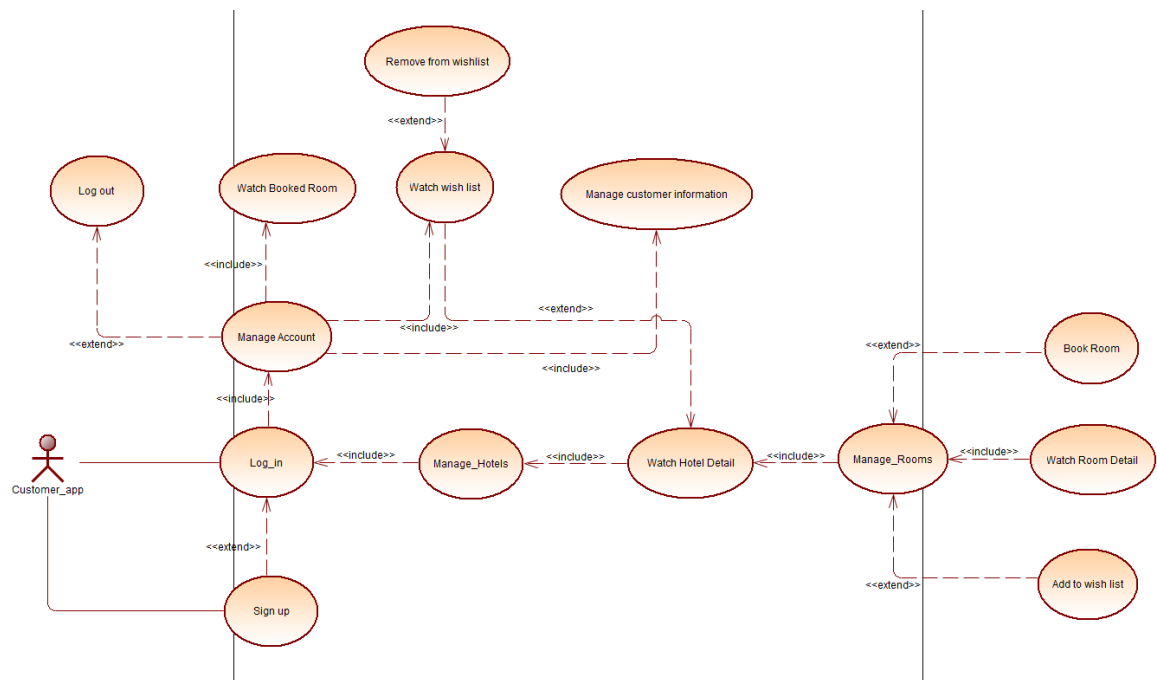 Remove from wishlist
<<extend>>
Log out
Watch Booked Room
Watch wish list
Manage customer information
<<include>>
<<extend>>
<<include>>
Manage Account
<<extend>>
<<include>>
<<extend>>
Book Room
<<include>>
Log_in
<<include>>
Manage_Hotels
<<include>>
Watch Hotel Detail
<<include>>
Manage_Rooms
<<include>>
Watch Room Detail
Customer_app
<<extend>>
Sign up
<<extend>>
Add to wish list